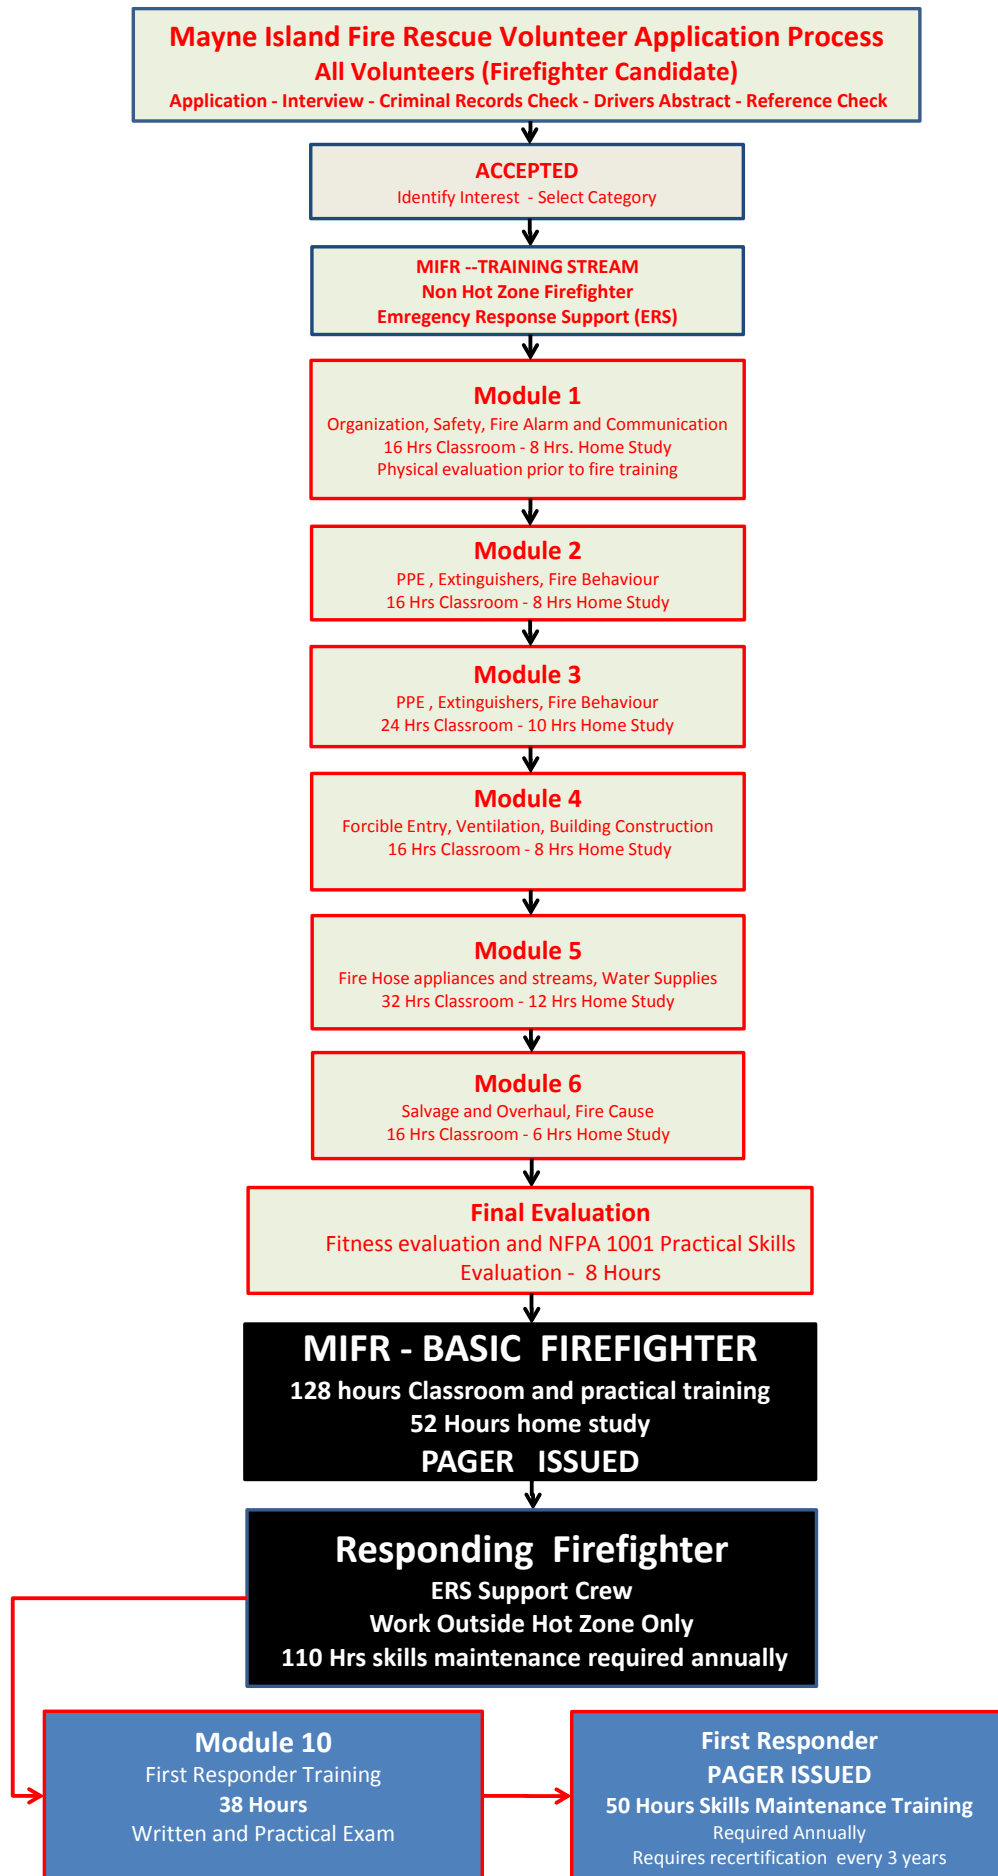 Mayne Island Fire Rescue Volunteer Application Process
All Volunteers (Firefighter Candidate)
Application - Interview - Criminal Records Check - Drivers Abstract - Reference Check
ACCEPTED
Identify Interest - Select Category
MIFR --TRAINING STREAM
Non Hot Zone Firefighter
Emregency Response Support (ERS)
Module 1
Organization, Safety, Fire Alarm and Communication
16 Hrs Classroom - 8 Hrs. Home Study
Physical evaluation prior to fire training
Module 2
PPE , Extinguishers, Fire Behaviour
16 Hrs Classroom - 8 Hrs Home Study
Module 3
PPE , Extinguishers, Fire Behaviour
24 Hrs Classroom - 10 Hrs Home Study
Module 4
Forcible Entry, Ventilation, Building Construction
16 Hrs Classroom - 8 Hrs Home Study
Module 5
Fire Hose appliances and streams, Water Supplies
32 Hrs Classroom - 12 Hrs Home Study
Module 6
Salvage and Overhaul, Fire Cause
16 Hrs Classroom - 6 Hrs Home Study
Final Evaluation
Fitness evaluation and NFPA 1001 Practical Skills
Evaluation - 8 Hours
MIFR - BASIC FIREFIGHTER
128 hours Classroom and practical training
52 Hours home study
PAGER ISSUED
Responding Firefighter
ERS Support Crew
Work Outside Hot Zone Only
110 Hrs skills maintenance required annually
Module 10
First Responder Training
38 Hours
Written and Practical Exam
First Responder
PAGER ISSUED
50 Hours Skills Maintenance Training
Required Annually
Requires recertification every 3 years